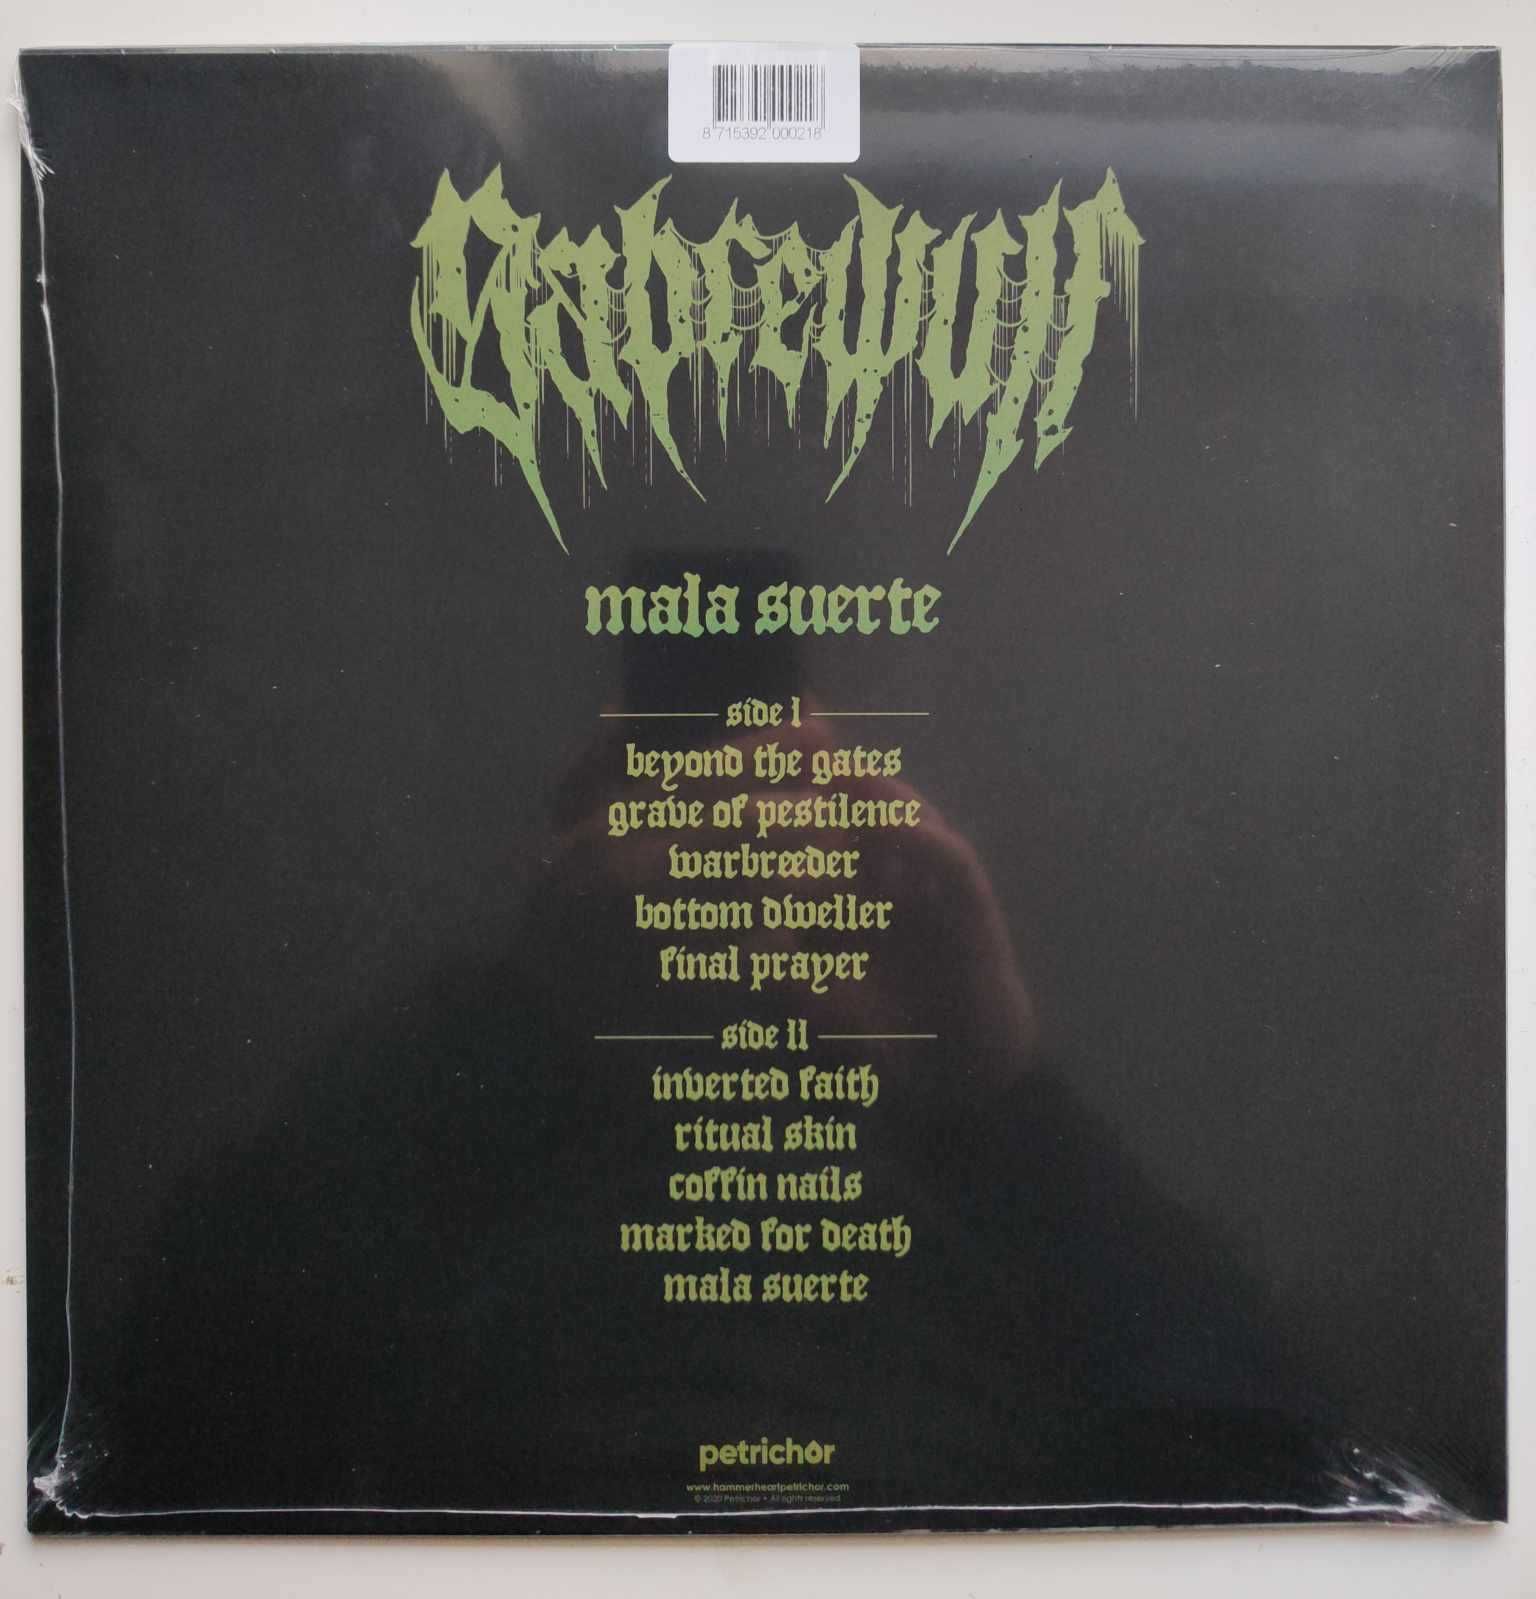 8 715392 000218
Sabrewulf
mala suerte
side I
beyond the gates
grave of pestilence
warbreeder
bottom dweller
final prayer
side II
inverted faith
ritual skin
coffin nails
marked for death
mala suerte
petrichor
www.hammerheartpetrichor.com
© 2020 Petrichor • All rights reserved